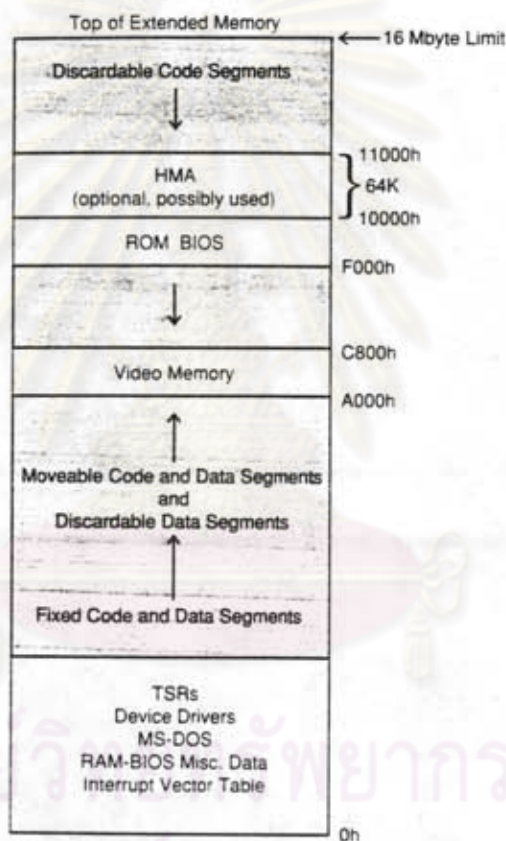 Top of Extended Memory
16 Mbyte Limit
Discardable Code Segments
11000h
HMA
(optional, possibly used)
64K
10000h
ROM BIOS
F000h
C800h
Video Memory
A000h
Moveable Code and Data Segments
and
Discardable Data Segments
Fixed Code and Data Segments
TSRs
Device Drivers
MS-DOS
RAM-BIOS Misc. Data
Interrupt Vector Table
0h